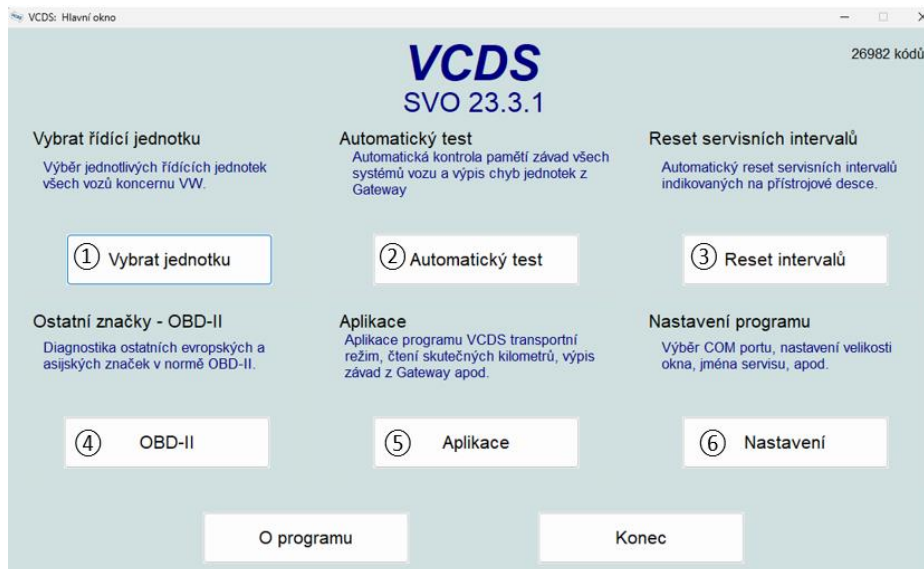 VCDS: Hlavní okno
VCDS
SVO 23.3.1
26982 kódů
Vybrat řídící jednotku
Výběr jednotlivých řídících jednotek
všech vozů koncernu VW.
① Vybrat jednotku
Automatický test
Automatická kontrola pamětí závad všech
systémů vozu a výpis chyb jednotek z
Gateway
② Automatický test
Reset servisních intervalů
Automatický reset servisních intervalů
indikovaných na přístrojové desce.
③ Reset intervalů
Ostatní značky - OBD-II
Diagnostika ostatních evropských a
asijských značek v normě OBD-II.
④ OBD-II
Aplikace
Aplikace programu VCDS transportní
režim, čtení skutečných kilometrů, výpis
závad z Gateway apod.
⑤ Aplikace
Nastavení programu
Výběr COM portu, nastavení velikosti
okna, jména servisu, apod.
⑥ Nastavení
O programu
Konec